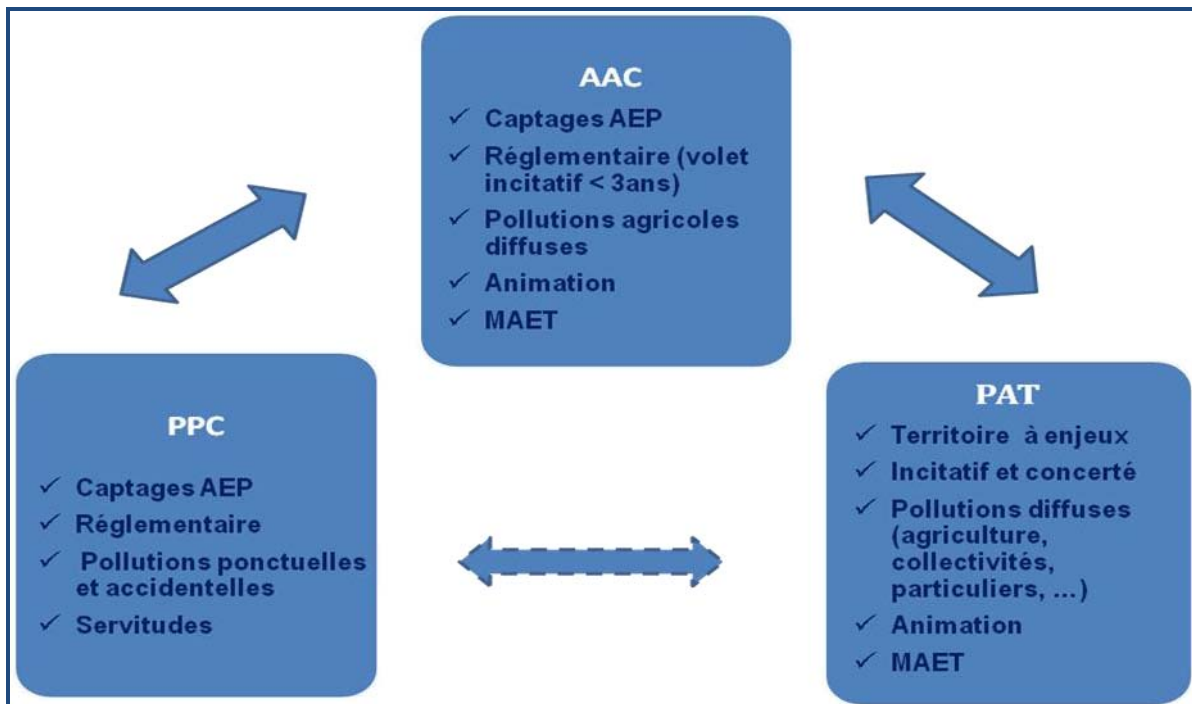 AAC
✓ Captages AEP
✓ Réglementaire (volet
incitatif < 3ans)
✓ Pollutions agricoles
diffuses
✓ Animation
✓ MAET
PPC
✓ Captages AEP
✓ Réglementaire
✓ Pollutions ponctuelles
et accidentelles
✓ Servitudes
PAT
✓ Territoire à enjeux
✓ Incitatif et concerté
✓ Pollutions diffuses
(agriculture,
collectivités,
particuliers, …)
✓ Animation
✓ MAET